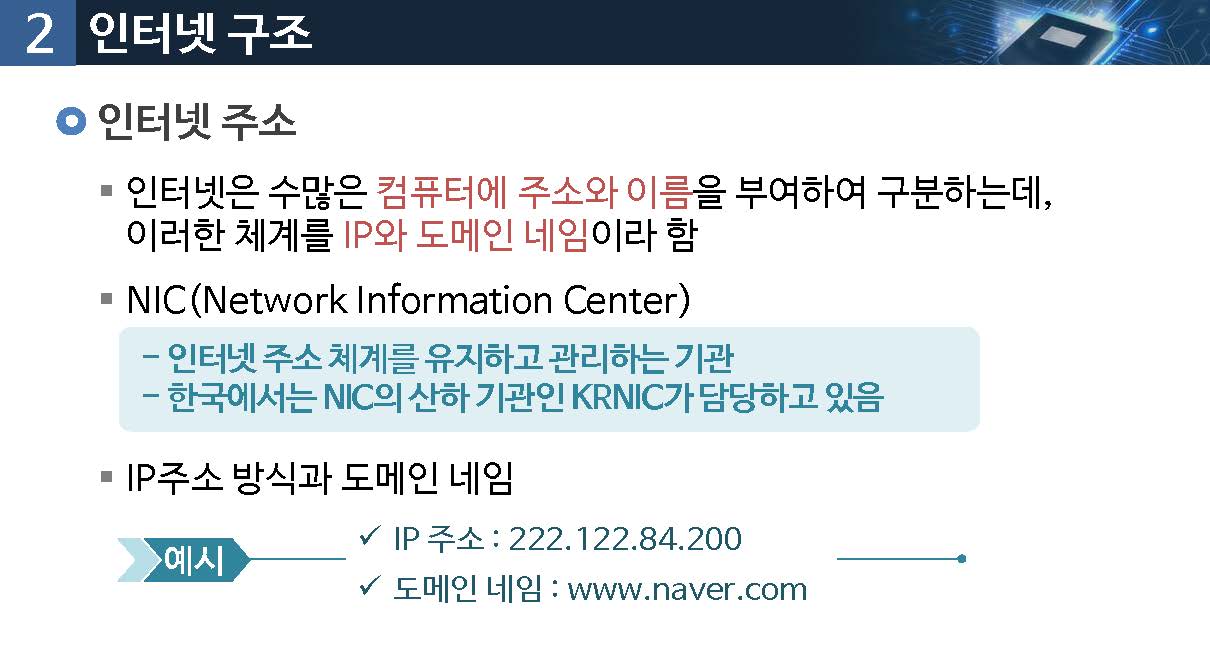 2 인터넷 구조
인터넷 주소
인터넷은 수많은 컴퓨터에 주소와 이름을 부여하여 구분하는데,
이러한 체계를 IP와 도메인 네임이라 함
NIC(Network Information Center)
- 인터넷 주소 체계를 유지하고 관리하는 기관
- 한국에서는 NIC의 산하 기관인 KRNIC가 담당하고 있음
IP주소 방식과 도메인 네임
예시
✓ IP 주소 : 222.122.84.200
✓ 도메인 네임 : www.naver.com